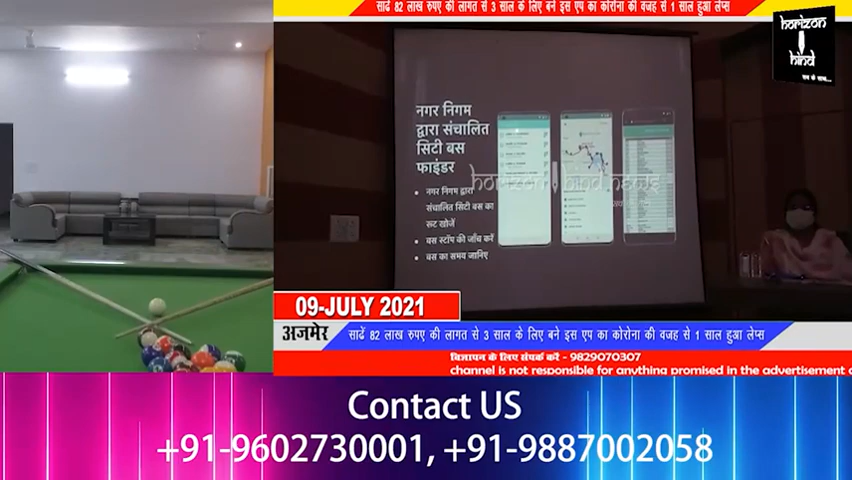 साढें 82 लाख रुपए की लागत से 3 साल के लिए बने इस एप का कोरोना की वजह से 1 साल हुआ लेप्स
horizon
hind
सब के साथ...
नगर निगम
द्वारा संचालित
सिटी बस
फाइंडर
• नगर निगम द्वारा
संचालित सिटी बस का
रूट खोजें
• बस स्टॉप की जाँच करें
• बस का समय जानिए
horizon hind news
09-JULY 2021
अजमेर
साढें 82 लाख रुपए की लागत से 3 साल के लिए बने इस एप का कोरोना की वजह से 1 साल हुआ लेप्स
विज्ञापन के लिए संपर्क करें - 9829070307
channel is not responsible for anything promised in the advertisement
Contact US
+91-9602730001, +91-9887002058